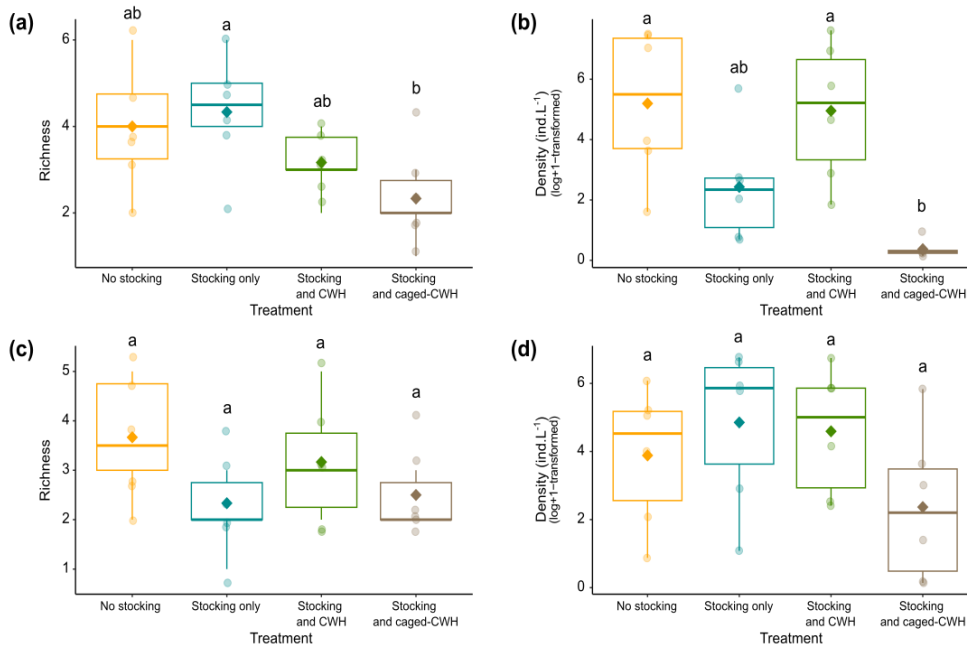 (a)
Richness
6
4
2
ab
a
ab
b
No stocking
Stocking only
Stocking
and CWH
Stocking
and caged-CWH
Treatment
(b)
Density (ind.L⁻¹)
(log+1−transformed)
6
4
2
0
a
ab
a
b
No stocking
Stocking only
Stocking
and CWH
Stocking
and caged-CWH
Treatment
(c)
Richness
5
4
3
2
1
a
a
a
a
No stocking
Stocking only
Stocking
and CWH
Stocking
and caged-CWH
Treatment
(d)
Density (ind.L⁻¹)
(log+1−transformed)
6
4
2
0
a
a
a
a
No stocking
Stocking only
Stocking
and CWH
Stocking
and caged-CWH
Treatment